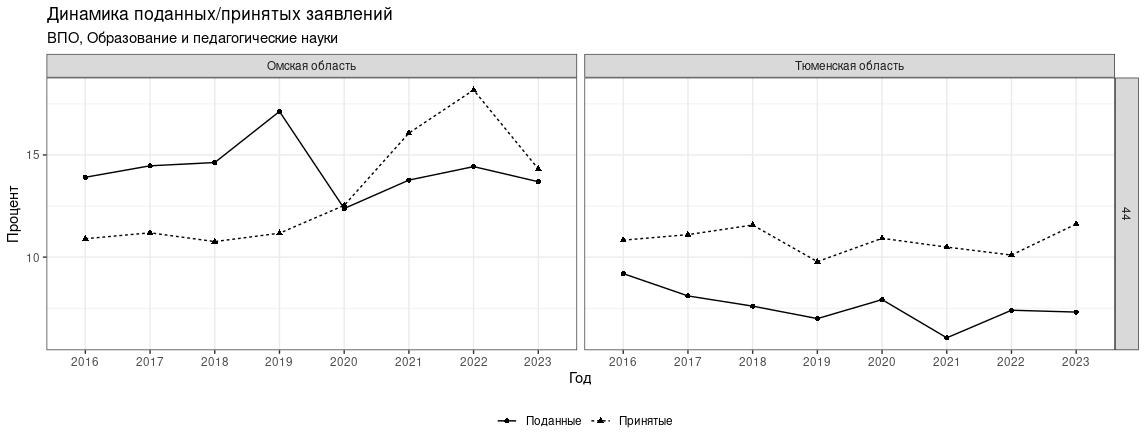 Динамика поданных/принятых заявлений
ВПО, Образование и педагогические науки
Омская область
Тюменская область
Процент
15
10
44
2016 2017 2018 2019 2020 2021 2022 2023
2016 2017 2018 2019 2020 2021 2022 2023
Год
Поданные Принятые